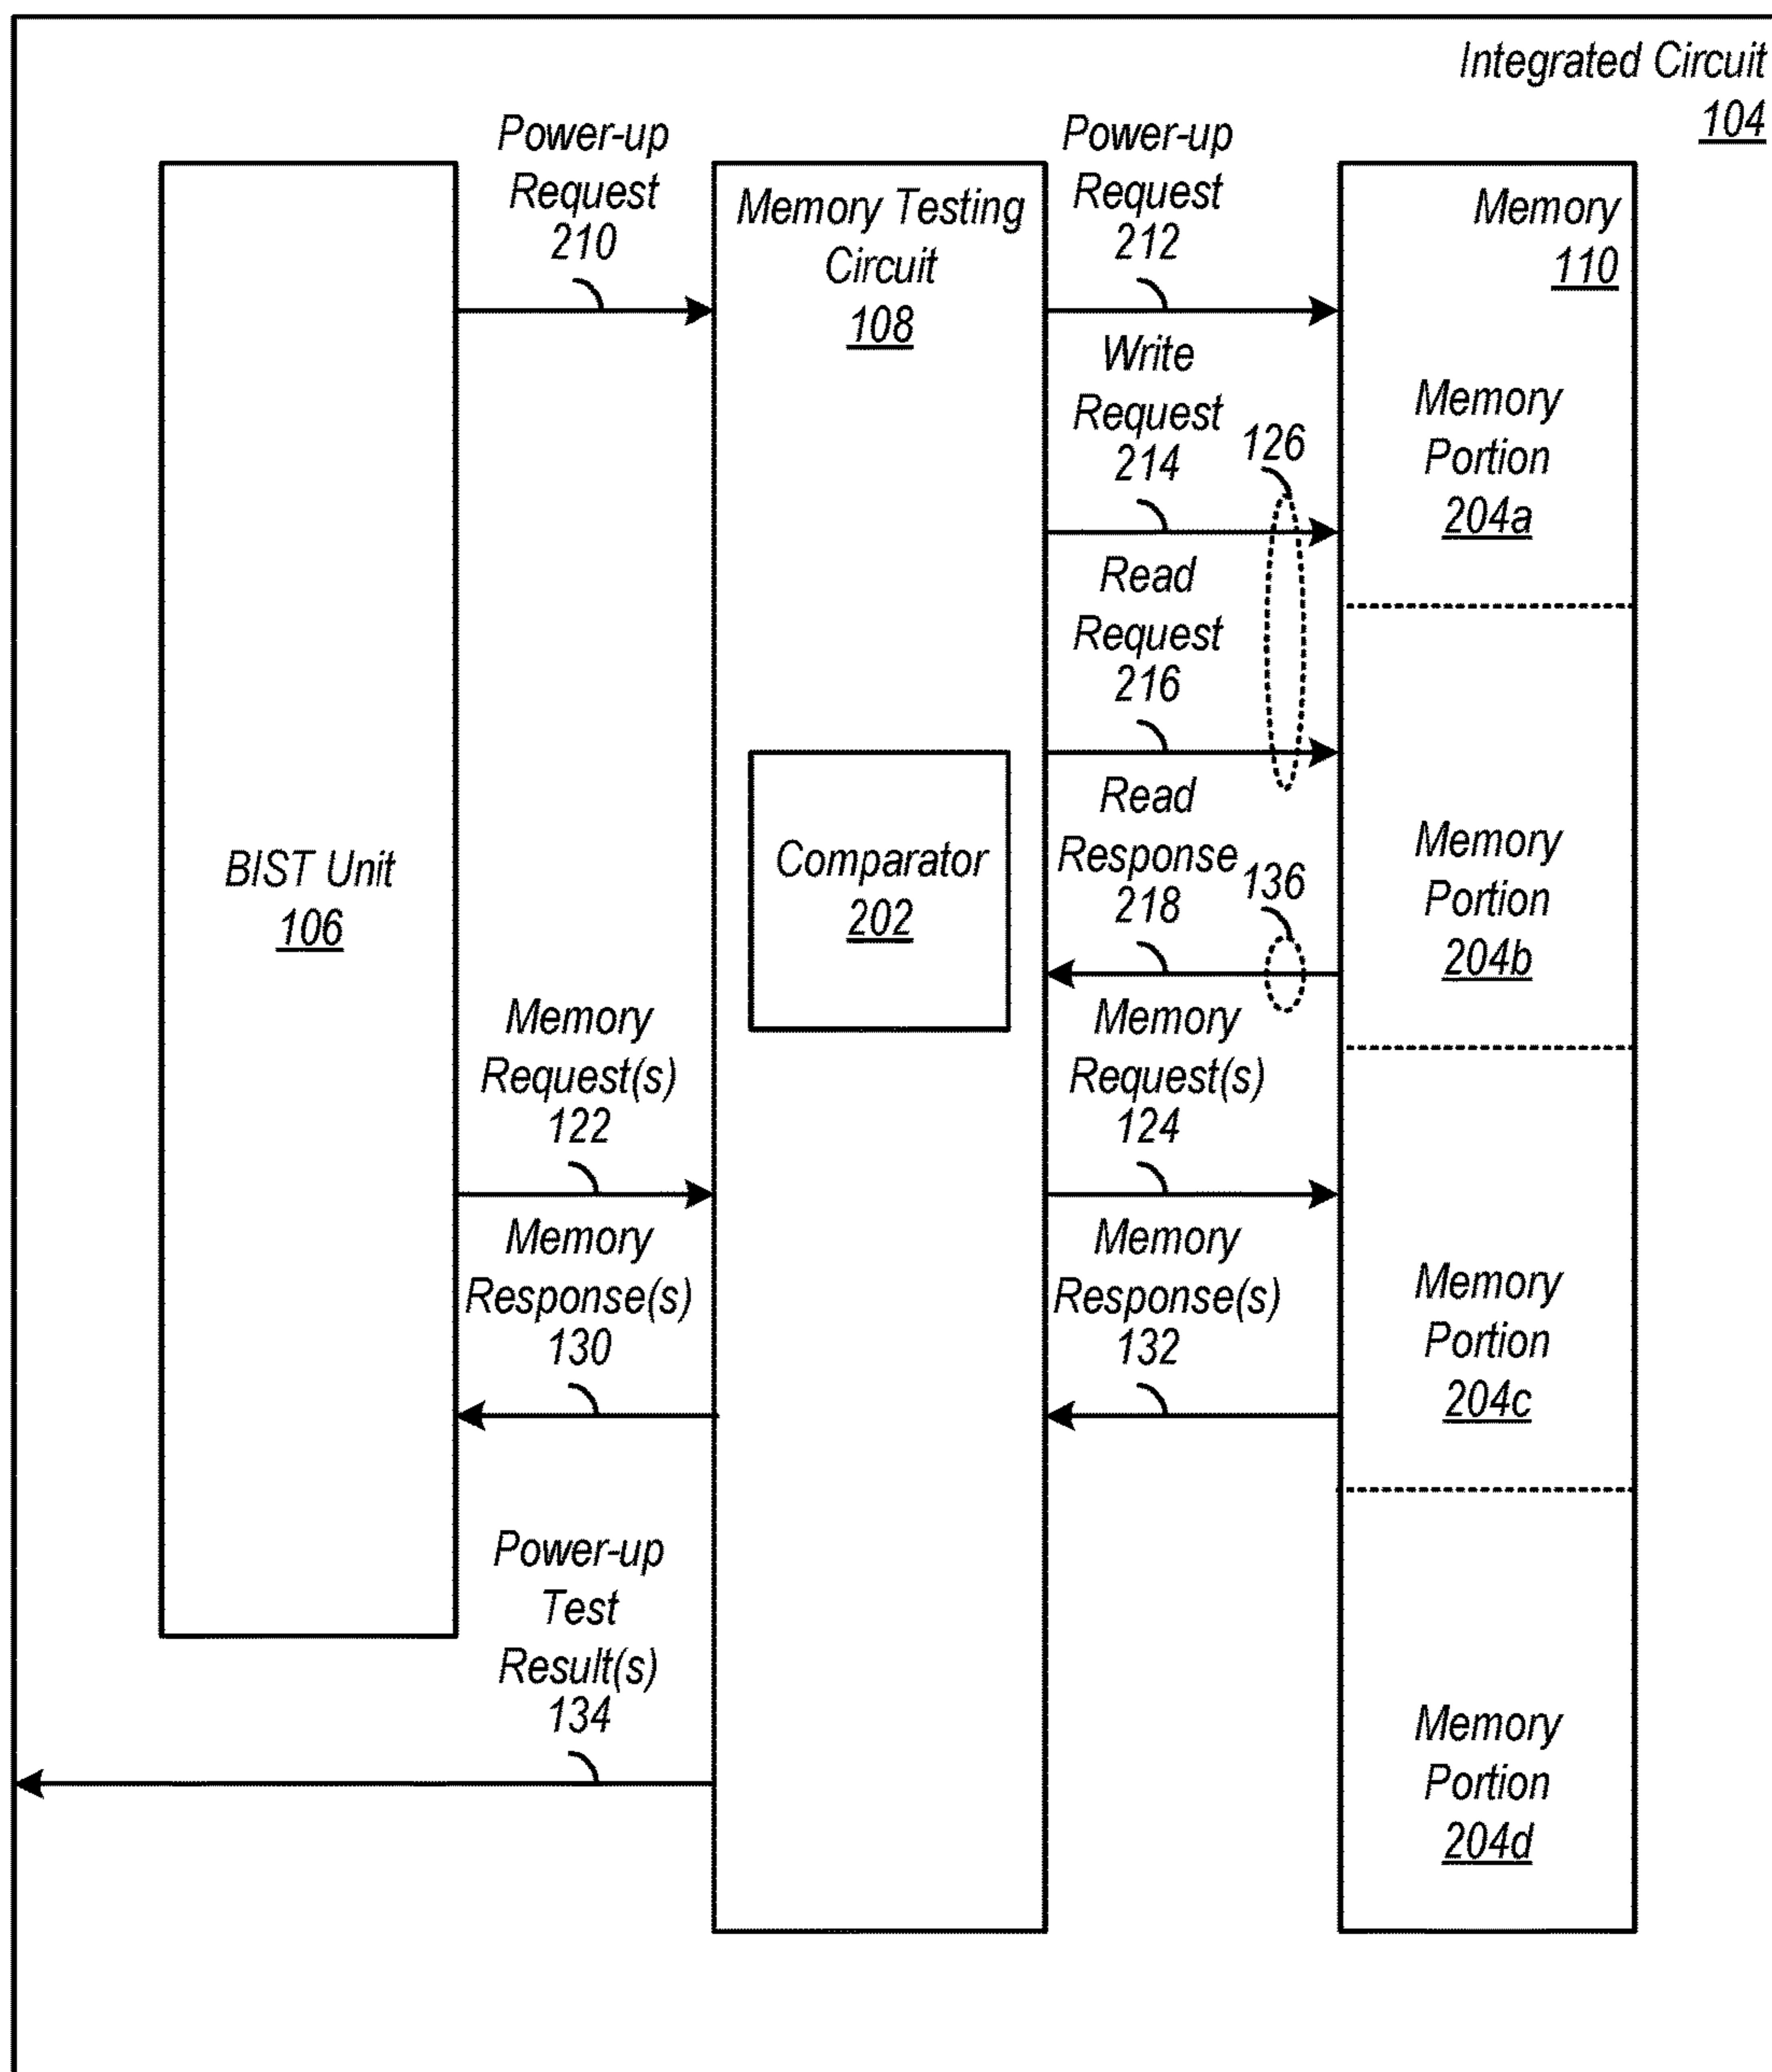 Integrated Circuit
104
Power-up
Request
210
Power-up
Request
212
Memory Testing
Circuit
108
Memory
110
Write
Request
214
126
Memory
Portion
204a
Read
Request
216
BIST Unit
106
Comparator
202
Read
Response
218
136
Memory
Portion
204b
Memory
Request(s)
122
Memory
Request(s)
124
Memory
Response(s)
130
Memory
Response(s)
132
Memory
Portion
204c
Power-up
Test
Result(s)
134
Memory
Portion
204d